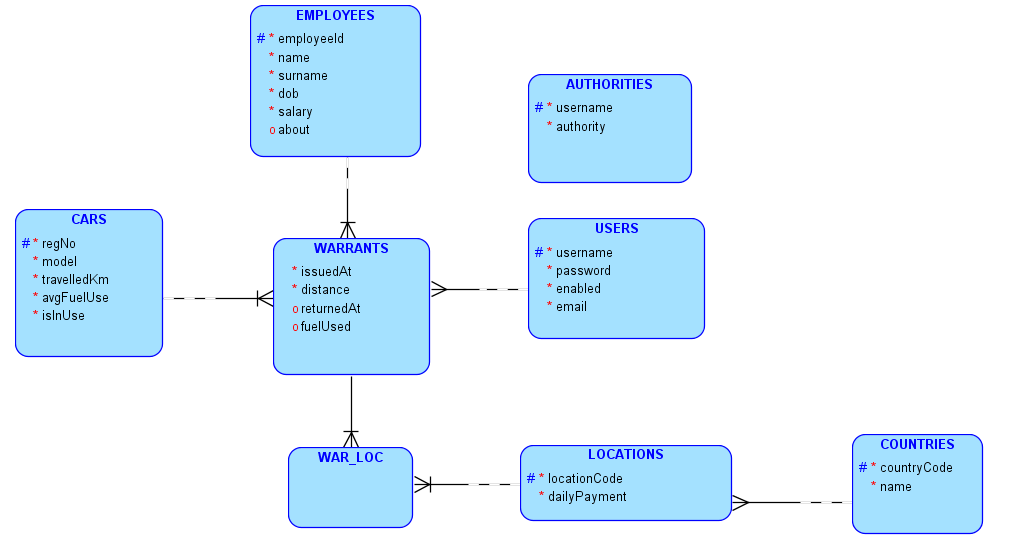 EMPLOYEES
# * employeeId
* name
* surname
* dob
* salary
o about
AUTHORITIES
# * username
* authority
CARS
# * regNo
* model
* travelledKm
* avgFuelUse
* isInUse
WARRANTS
* issuedAt
* distance
o returnedAt
o fuelUsed
USERS
# * username
* password
* enabled
* email
WAR_LOC
LOCATIONS
# * locationCode
* dailyPayment
COUNTRIES
# * countryCode
* name